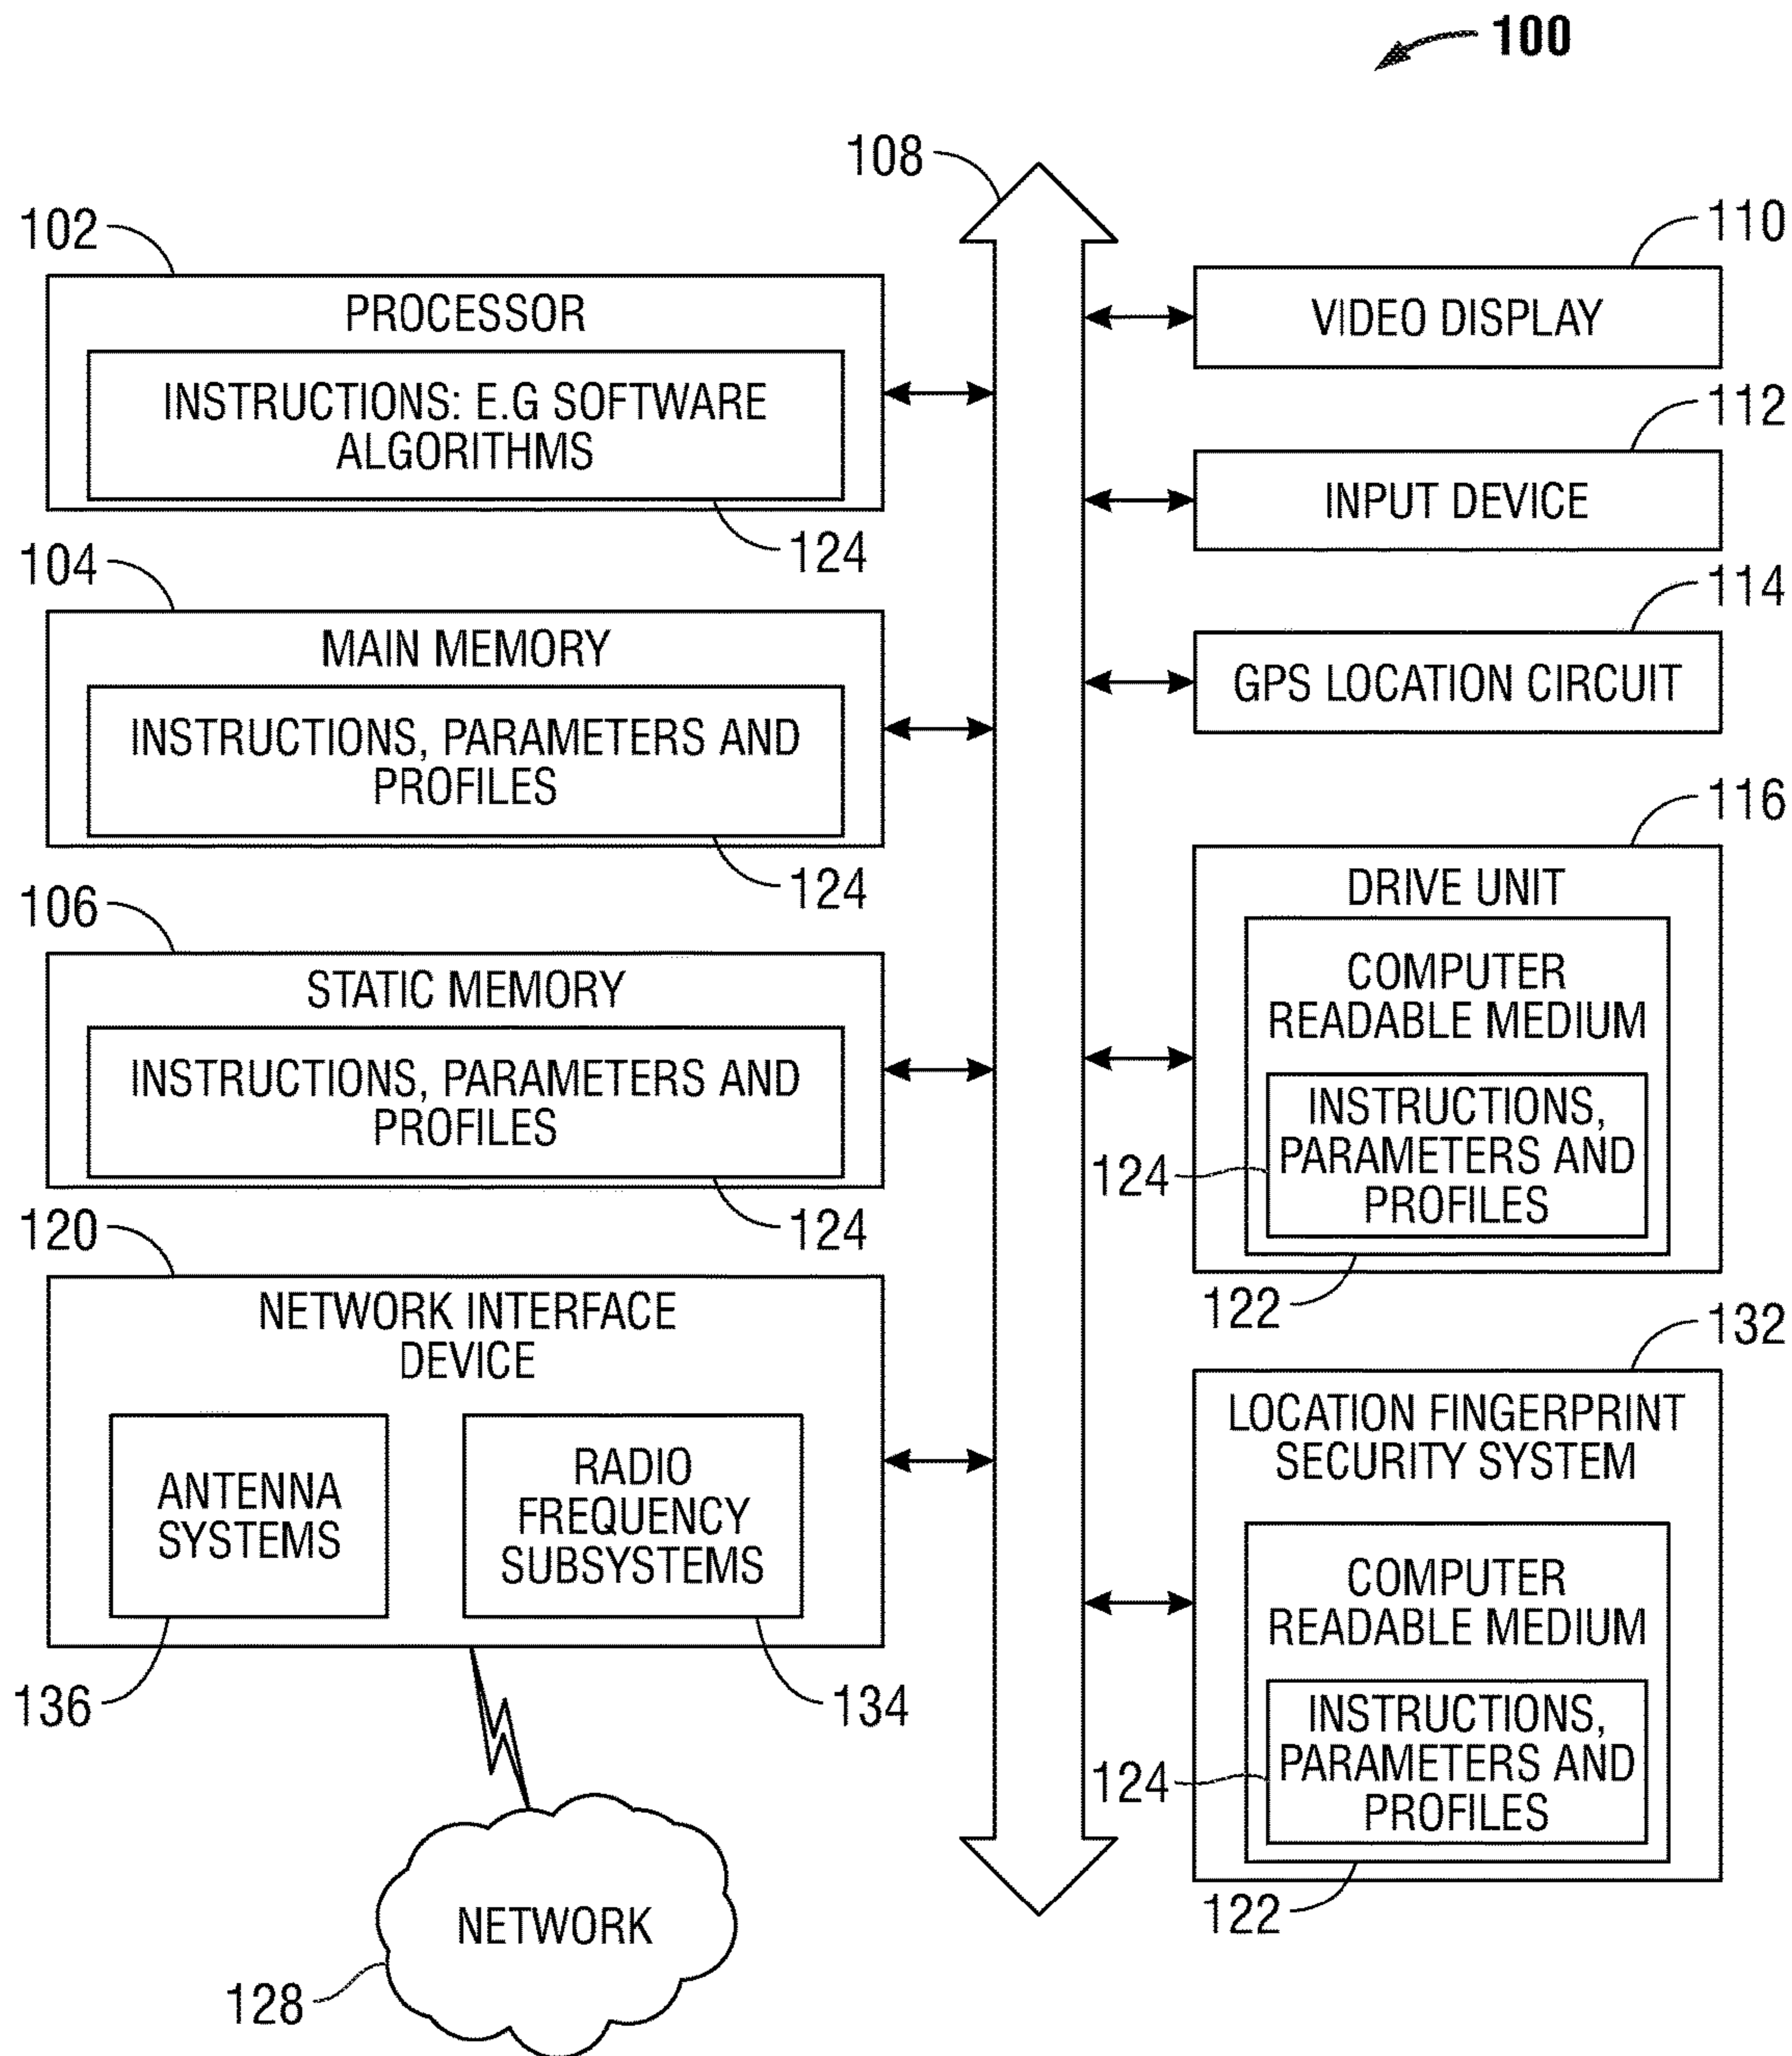 100
108
102
PROCESSOR
INSTRUCTIONS: E.G SOFTWARE
ALGORITHMS
124
104
MAIN MEMORY
INSTRUCTIONS, PARAMETERS AND
PROFILES
124
106
STATIC MEMORY
INSTRUCTIONS, PARAMETERS AND
PROFILES
124
120
NETWORK INTERFACE
DEVICE
ANTENNA
SYSTEMS
RADIO
FREQUENCY
SUBSYSTEMS
136
134
NETWORK
128
110
VIDEO DISPLAY
112
INPUT DEVICE
114
GPS LOCATION CIRCUIT
116
DRIVE UNIT
COMPUTER
READABLE MEDIUM
INSTRUCTIONS,
PARAMETERS AND
PROFILES
124
122
132
LOCATION FINGERPRINT
SECURITY SYSTEM
COMPUTER
READABLE MEDIUM
INSTRUCTIONS,
PARAMETERS AND
PROFILES
124
122